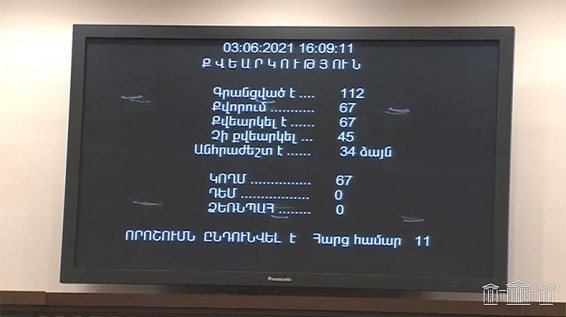 03:06:2021 16:09:11
ՔՎԵԱՐԿՈՒԹՅՈՒՆ
Գրանցված է .... 112
Քվորում ........... 67
Քվեարկել է ...... 67
Չի քվեարկել .... 45
Անհրաժեշտ է ...... 34 ձայն
ԿՈՂՄ .............. 67
ԴԵՄ ................. 0
ՁԵՌՆՊԱՀ ........ 0
ՈՐՈՇՈՒՄՆ ԸՆԴՈՒՆՎԵԼ է Հարց համար 11
Panasonic